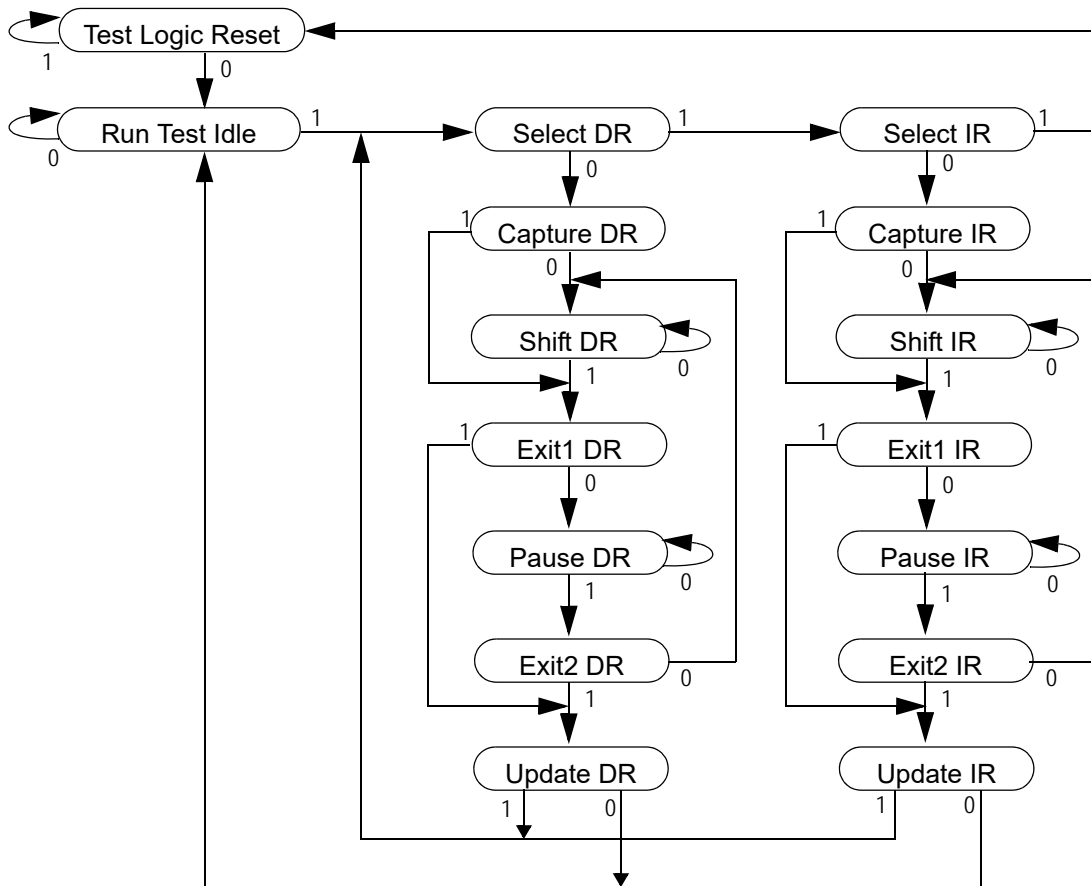 Test Logic Reset
1
0
Run Test Idle
1
0
Select DR
1
0
Select IR
1
0
1
Capture DR
0
1
Capture IR
0
Shift DR
0
1
Shift IR
0
1
1
Exit1 DR
0
1
Exit1 IR
0
Pause DR
0
1
Pause IR
0
1
Exit2 DR
0
1
Exit2 IR
0
1
Update DR
1
0
Update IR
1
0